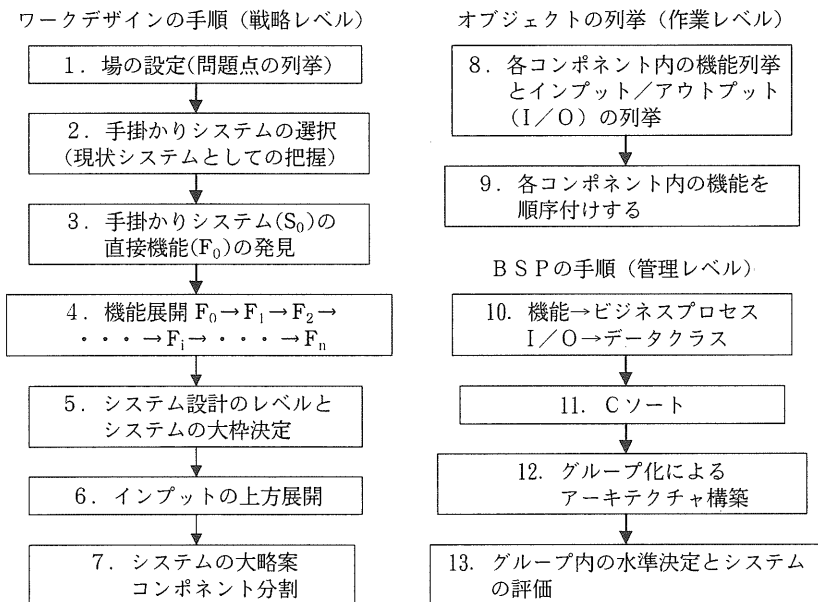 ワークデザインの手順（戦略レベル）
1．場の設定(問題点の列挙)
2．手掛かりシステムの選択
(現状システムとしての把握)
3．手掛かりシステム(S₀)の
直接機能(F₀)の発見
4．機能展開 F₀→F₁→F₂→
・・・→Fᵢ→・・・→Fₙ
5．システム設計のレベルと
システムの大枠決定
6．インプットの上方展開
7．システムの大略案
コンポネント分割
オブジェクトの列挙（作業レベル）
8．各コンポネント内の機能列挙
とインプット／アウトプット
(I／O）の列挙
9．各コンポネント内の機能を
順序付けする
BSPの手順（管理レベル）
10．機能→ビジネスプロセス
I／O→データクラス
11．Cソート
12．グループ化による
アーキテクチャ構築
13．グループ内の水準決定とシステム
の評価